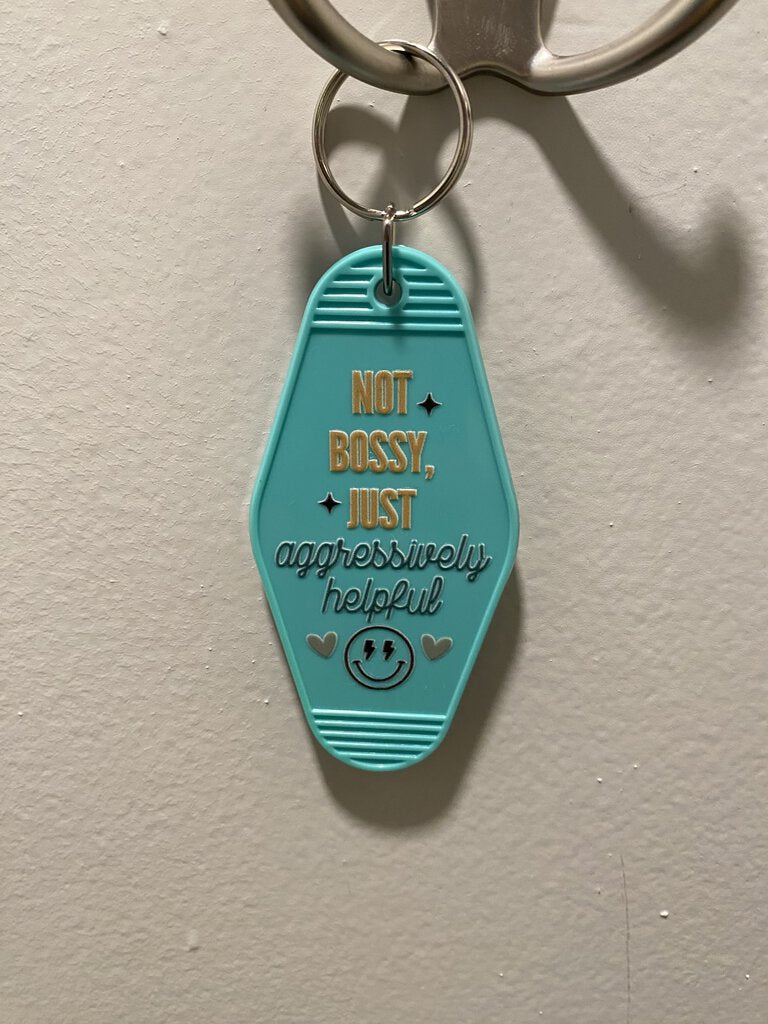 NOT
BOSSY,
JUST
aggressively
helpful